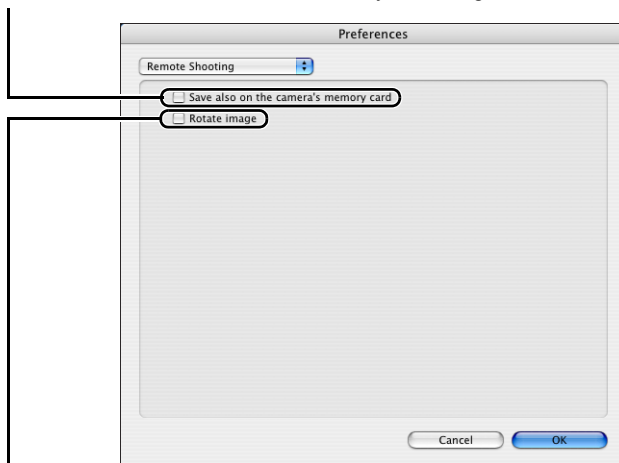 Preferences
Remote Shooting
Save also on the camera's memory card
Rotate image
Cancel OK